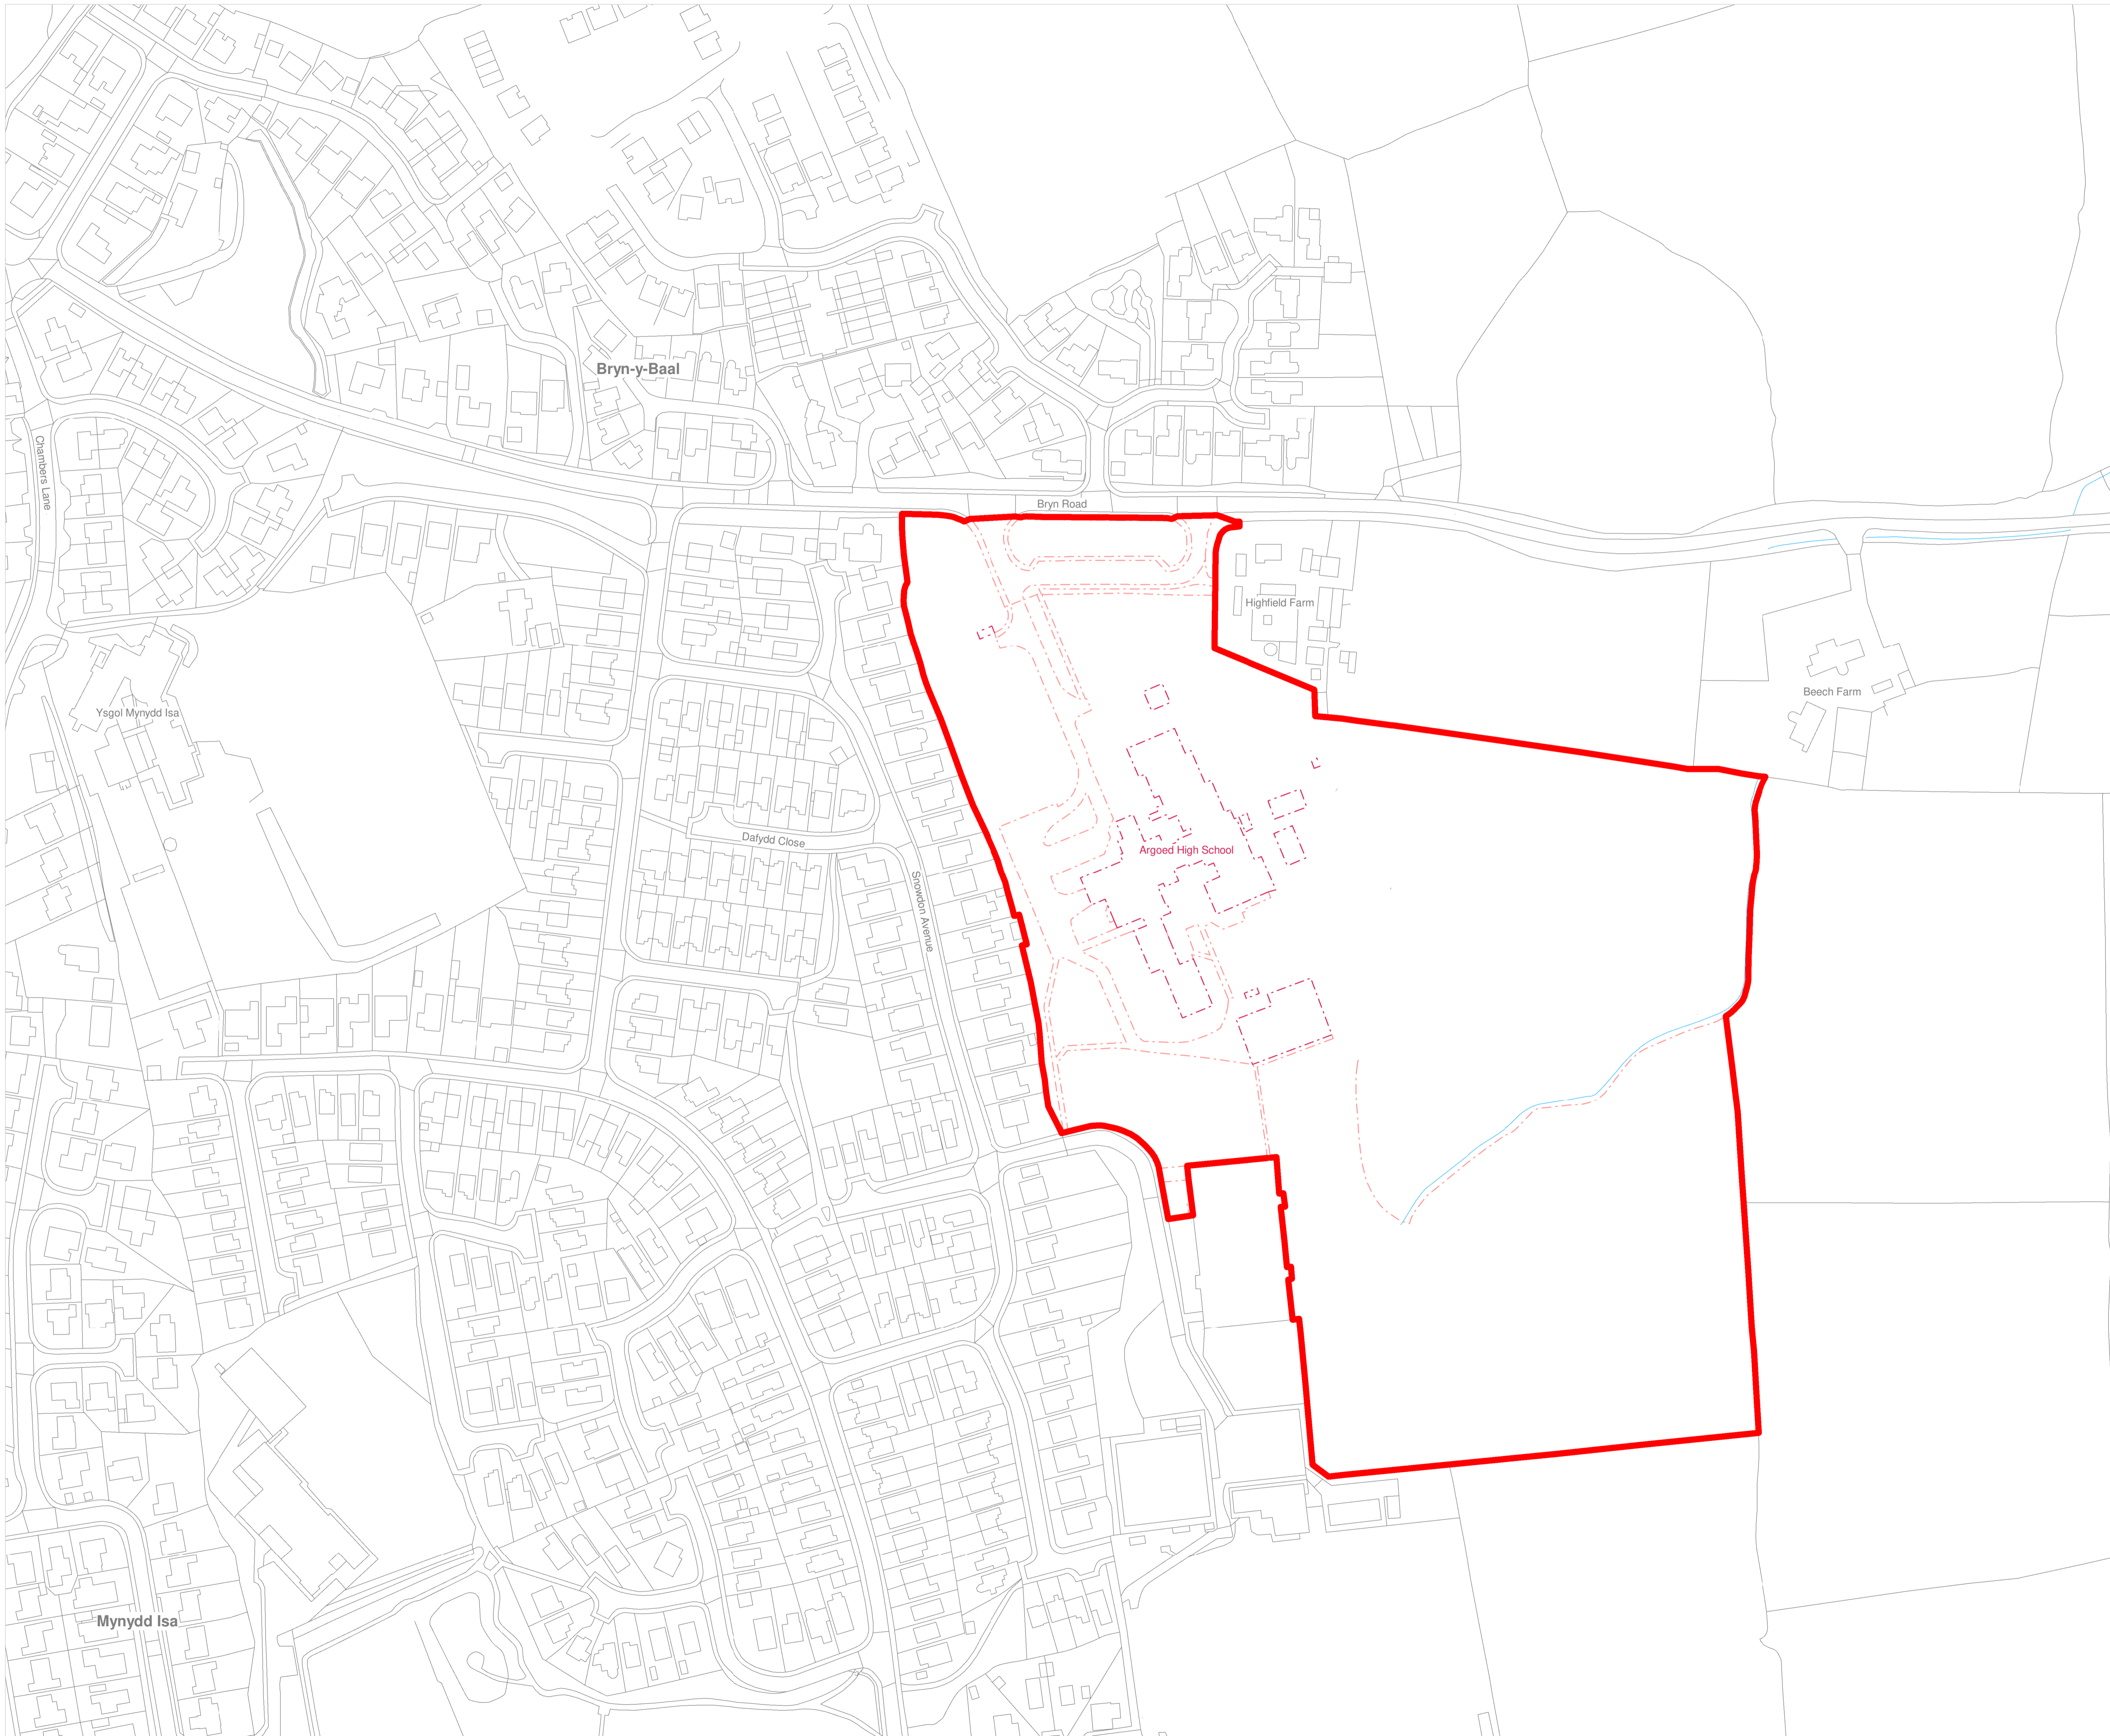 Bryn-y-Baal
Chambers Lane
Bryn Road
Highfield Farm
Beech Farm
Ysgol Mynydd Isa
Dafydd Close
Argoed High School
Snowdon Avenue
Mynydd Isa